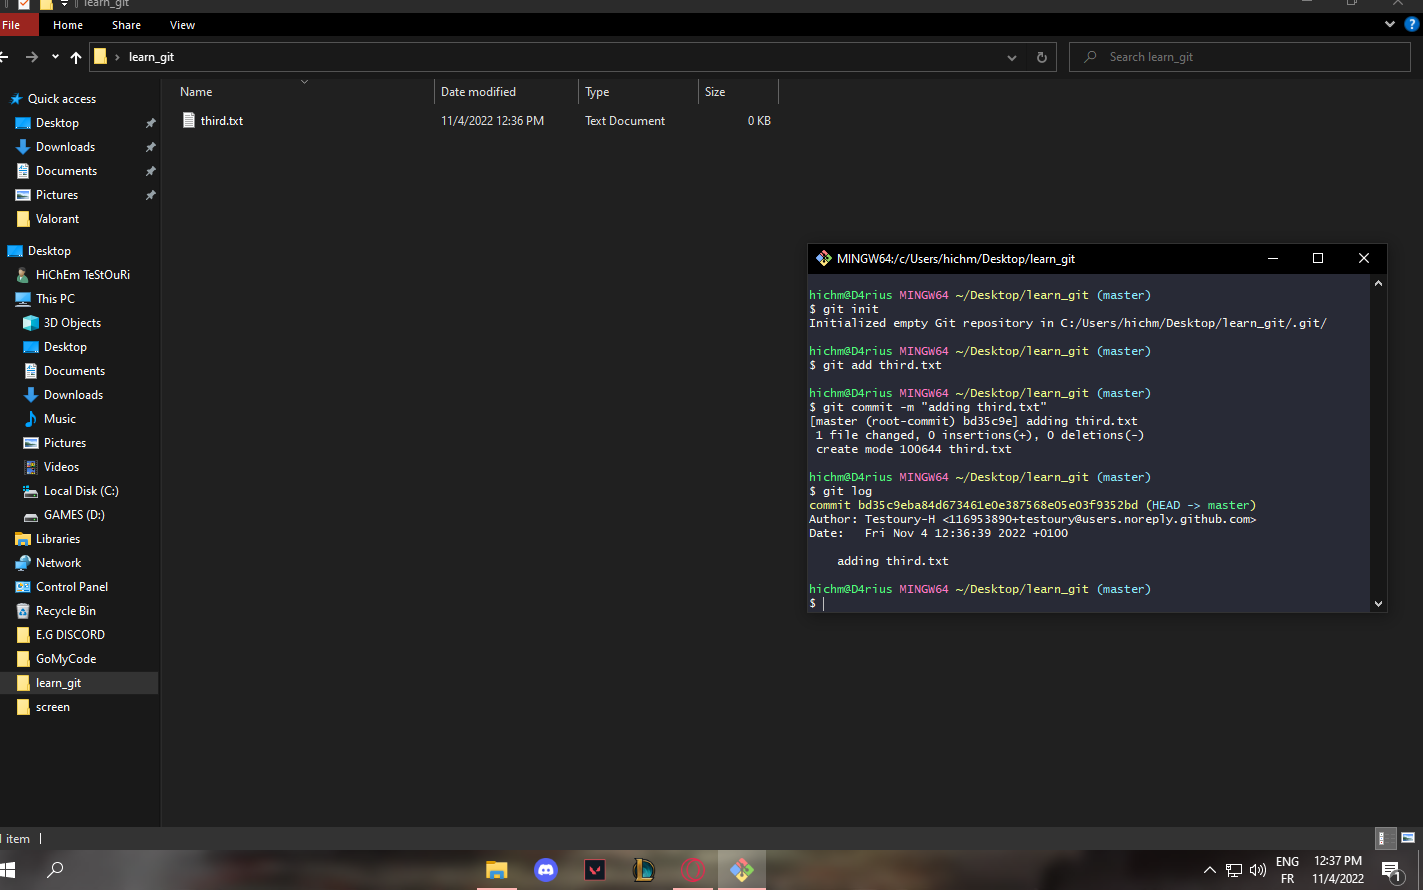 learn_git
File Home Share View
learn_git
Search learn_git
Name Date modified Type Size
third.txt 11/4/2022 12:36 PM Text Document 0 KB
Quick access
Desktop
Downloads
Documents
Pictures
Valorant
Desktop
HiChEm TeStOuRi
This PC
3D Objects
Desktop
Documents
Downloads
Music
Pictures
Videos
Local Disk (C:)
GAMES (D:)
Libraries
Network
Control Panel
Recycle Bin
E.G DISCORD
GoMyCode
learn_git
screen
MINGW64:/c/Users/hichm/Desktop/learn_git
hichm@D4rius MINGW64 ~/Desktop/learn_git (master)
$ git init
Initialized empty Git repository in C:/Users/hichm/Desktop/learn_git/.git/
hichm@D4rius MINGW64 ~/Desktop/learn_git (master)
$ git add third.txt
hichm@D4rius MINGW64 ~/Desktop/learn_git (master)
$ git commit -m "adding third.txt"
[master (root-commit) bd35c9e] adding third.txt
1 file changed, 0 insertions(+), 0 deletions(-)
create mode 100644 third.txt
hichm@D4rius MINGW64 ~/Desktop/learn_git (master)
$ git log
commit bd35c9eba84d673461e0e387568e05e03f9352bd (HEAD -> master)
Author: Testoury-H <116953890+testoury@users.noreply.github.com>
Date: Fri Nov 4 12:36:39 2022 +0100
adding third.txt
hichm@D4rius MINGW64 ~/Desktop/learn_git (master)
$
item
ENG 12:37 PM
FR 11/4/2022
1